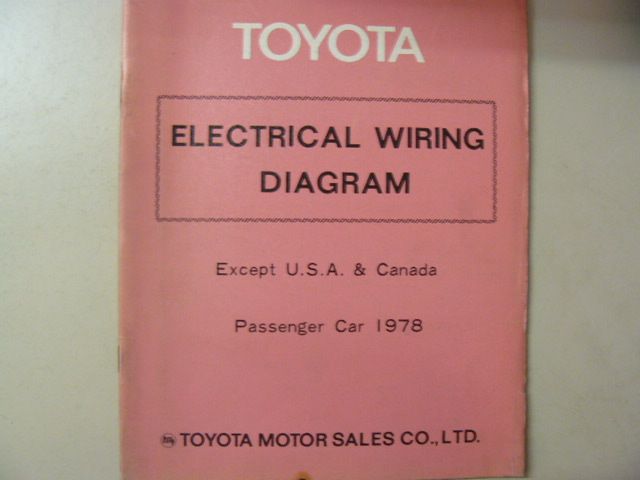 TOYOTA
ELECTRICAL WIRING
DIAGRAM
Except U.S.A. & Canada
Passenger Car 1978
TOYOTA MOTOR SALES CO., LTD.